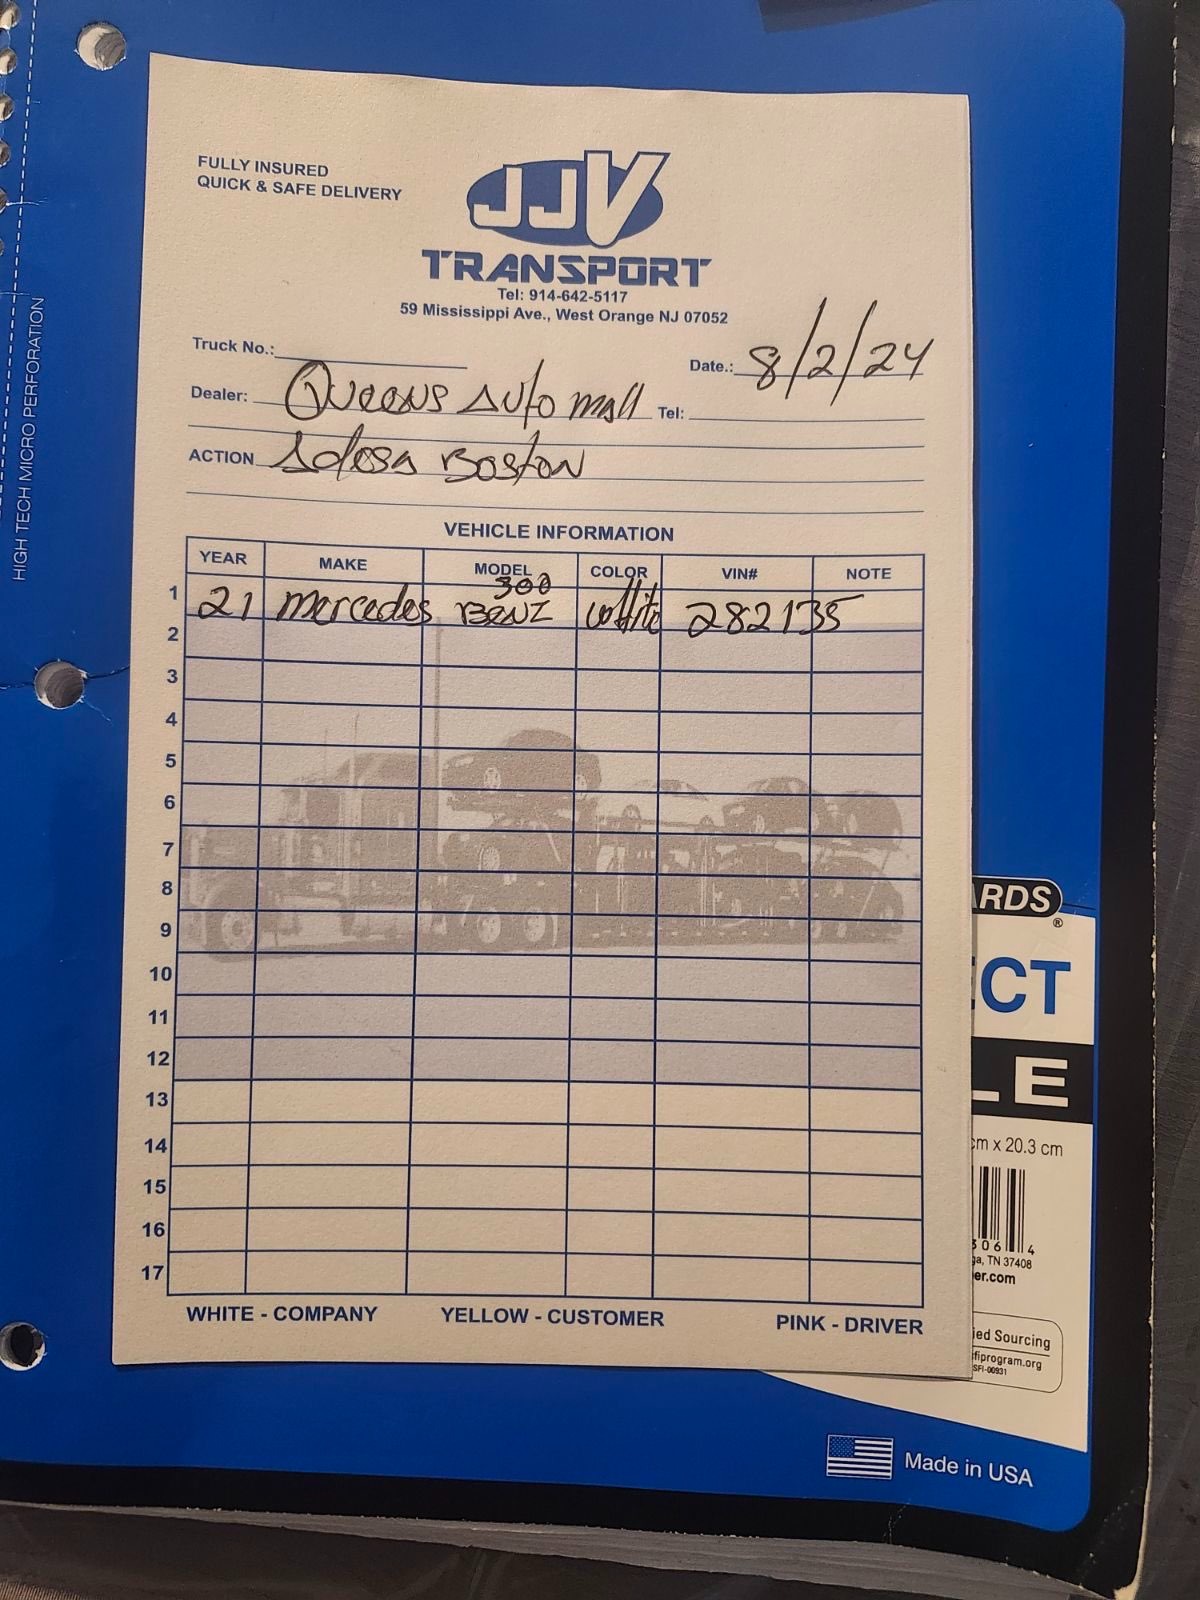 HIGH TECH MICRO PERFORATION
FULLY INSURED
QUICK & SAFE DELIVERY
JJV
TRANSPORT
Tel: 914-642-5117
59 Mississippi Ave., West Orange NJ 07052
Truck No.:
Date.: 8/2/24
Dealer: Queens Auto mall Tel:
ACTION Adesa Boston
VEHICLE INFORMATION
YEAR MAKE MODEL COLOR VIN# NOTE
300
1 21 mercedes BENZ White 282135
2
3
4
5
6
7
8
9
10
11
12
13
14
15
16
17
WHITE - COMPANY YELLOW - CUSTOMER PINK - DRIVER
ARDS
®
ECT
LE
cm x 20.3 cm
306 4
ga, TN 37408
er.com
ied Sourcing
fiprogram.org
SFI-00931
Made in USA